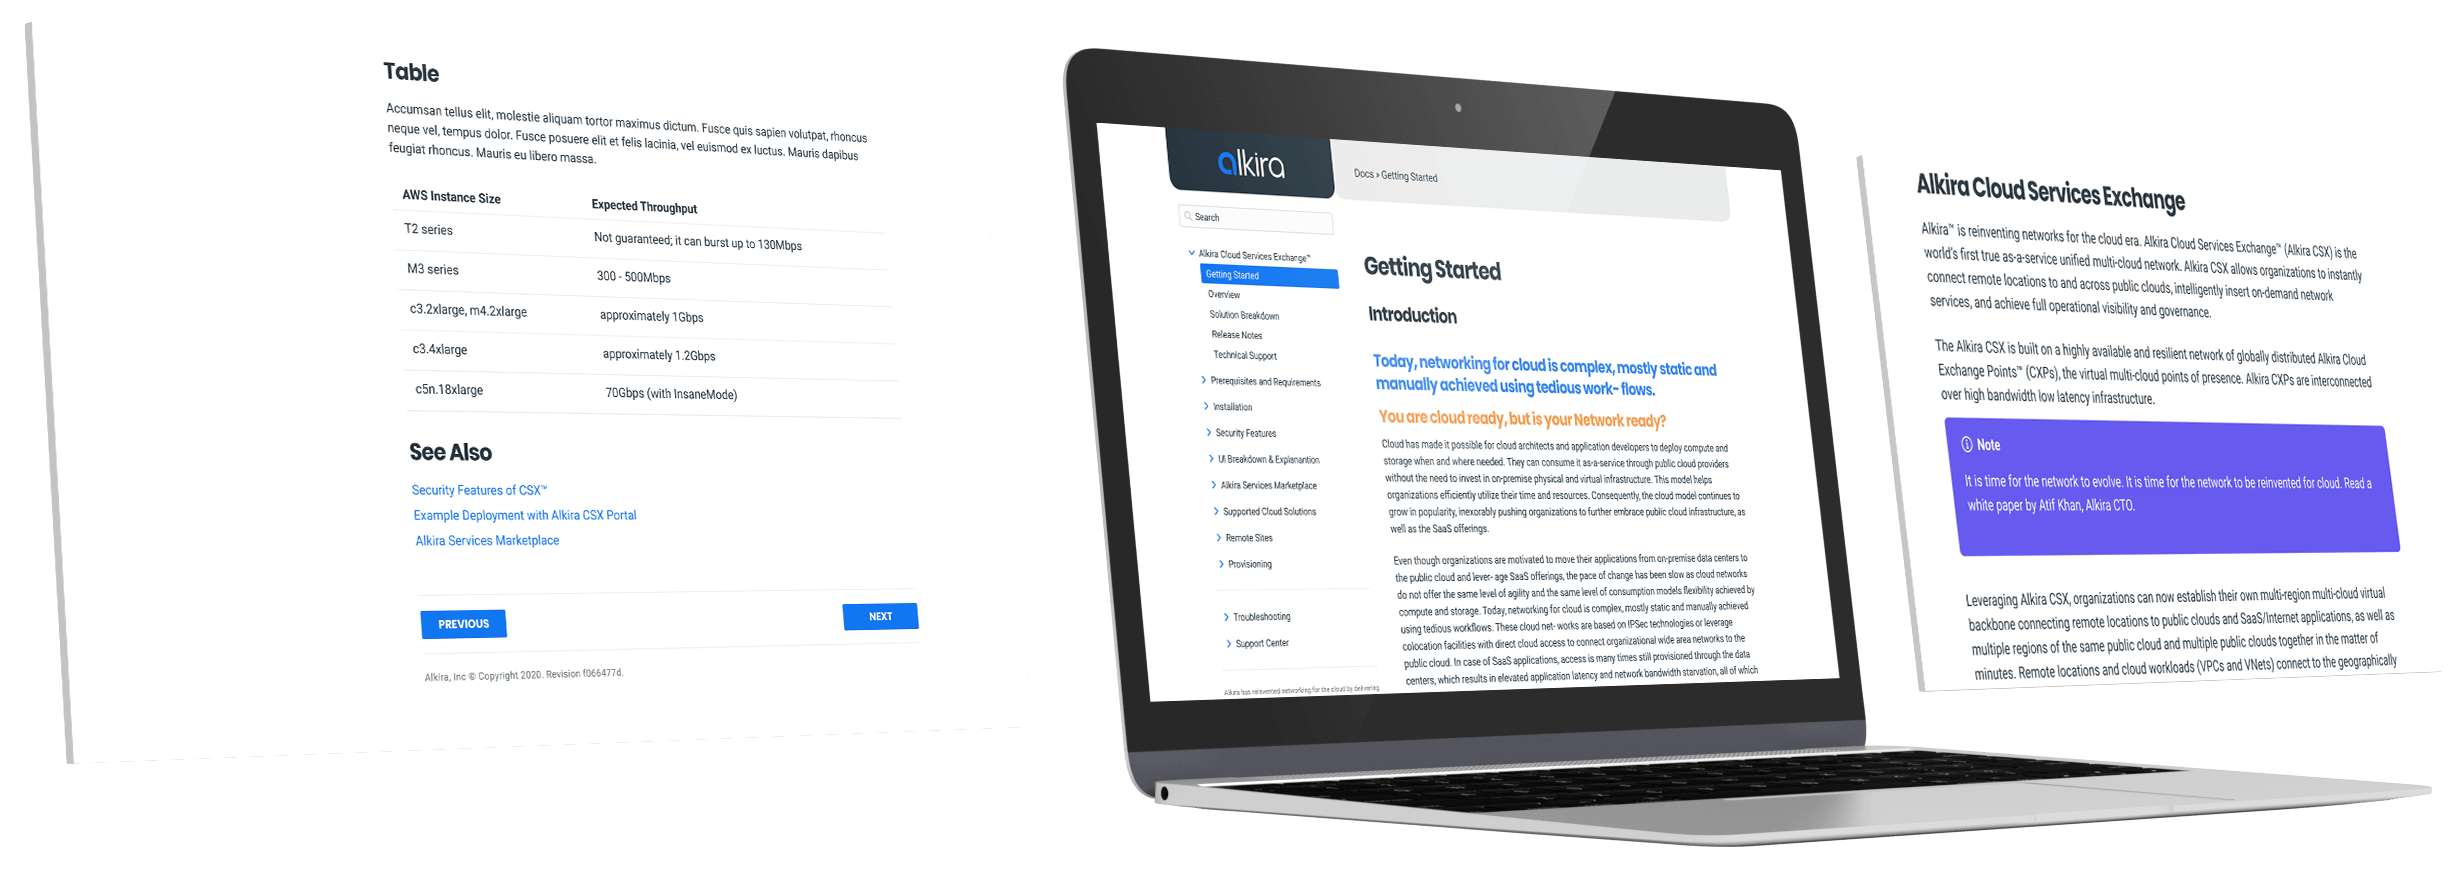 Table
Accumsan tellus elit, molestie aliquam tortor maximus dictum. Fusce quis sapien volutpat, rhoncus
neque vel, tempus dolor. Fusce posuere elit et felis lacinia, vel euismod ex luctus. Mauris dapibus
feugiat rhoncus. Mauris eu libero massa.
AWS Instance Size Expected Throughput
T2 series Not guaranteed; it can burst up to 130Mbps
M3 series 300 - 500Mbps
c3.2xlarge, m4.2xlarge approximately 1Gbps
c3.4xlarge approximately 1.2Gbps
c5n.18xlarge 70Gbps (with InsaneMode)
See Also
Security Features of CSX™
Example Deployment with Alkira CSX Portal
Alkira Services Marketplace
PREVIOUS
NEXT
Alkira, Inc © Copyright 2020. Revision f066477d.
alkira
Docs » Getting Started
Search
Alkira Cloud Services Exchange™
Getting Started
Overview
Solution Breakdown
Release Notes
Technical Support
Prerequisites and Requirements
Installation
Security Features
UI Breakdown & Explanantion
Alkira Services Marketplace
Supported Cloud Solutions
Remote Sites
Provisioning
Troubleshooting
Support Center
Alkira has reinvented networking for the cloud by delivering
Getting Started
Introduction
Today, networking for cloud is complex, mostly static and
manually achieved using tedious work- flows.
You are cloud ready, but is your Network ready?
Cloud has made it possible for cloud architects and application developers to deploy compute and
storage when and where needed. They can consume it as-a-service through public cloud providers
without the need to invest in on-premise physical and virtual infrastructure. This model helps
organizations efficiently utilize their time and resources. Consequently, the cloud model continues to
grow in popularity, inexorably pushing organizations to further embrace public cloud infrastructure, as
well as the SaaS offerings.
Even though organizations are motivated to move their applications from on-premise data centers to
the public cloud and lever- age SaaS offerings, the pace of change has been slow as cloud networks
do not offer the same level of agility and the same level of consumption models flexibility achieved by
compute and storage. Today, networking for cloud is complex, mostly static and manually achieved
using tedious workflows. These cloud net- works are based on IPSec technologies or leverage
colocation facilities with direct cloud access to connect organizational wide area networks to the
public cloud. In case of SaaS applications, access is many times still provisioned through the data
centers, which results in elevated application latency and network bandwidth starvation, all of which
Alkira Cloud Services Exchange
Alkira™ is reinventing networks for the cloud era. Alkira Cloud Services Exchange™ (Alkira CSX) is the
world's first true as-a-service unified multi-cloud network. Alkira CSX allows organizations to instantly
connect remote locations to and across public clouds, intelligently insert on-demand network
services, and achieve full operational visibility and governance.
The Alkira CSX is built on a highly available and resilient network of globally distributed Alkira Cloud
Exchange Points™ (CXPs), the virtual multi-cloud points of presence. Alkira CXPs are interconnected
over high bandwidth low latency infrastructure.
Note
It is time for the network to evolve. It is time for the network to be reinvented for cloud. Read a
white paper by Atif Khan, Alkira CTO.
Leveraging Alkira CSX, organizations can now establish their own multi-region multi-cloud virtual
backbone connecting remote locations to public clouds and SaaS/Internet applications, as well as
multiple regions of the same public cloud and multiple public clouds together in the matter of
minutes. Remote locations and cloud workloads (VPCs and VNets) connect to the geographically